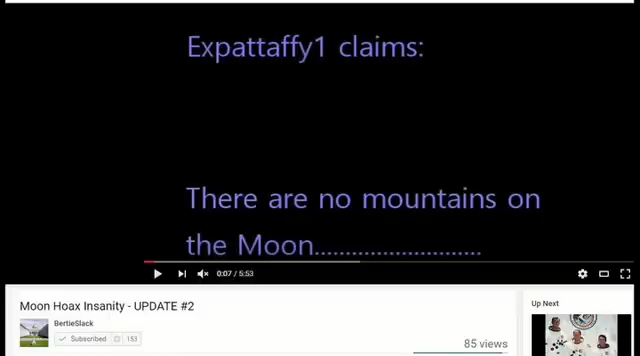 Expattaffy1 claims:
There are no mountains on
the Moon...........................
0:07 / 5:53
Moon Hoax Insanity - UPDATE #2
BertieSlack
Subscribed 153
85 views
Up Next